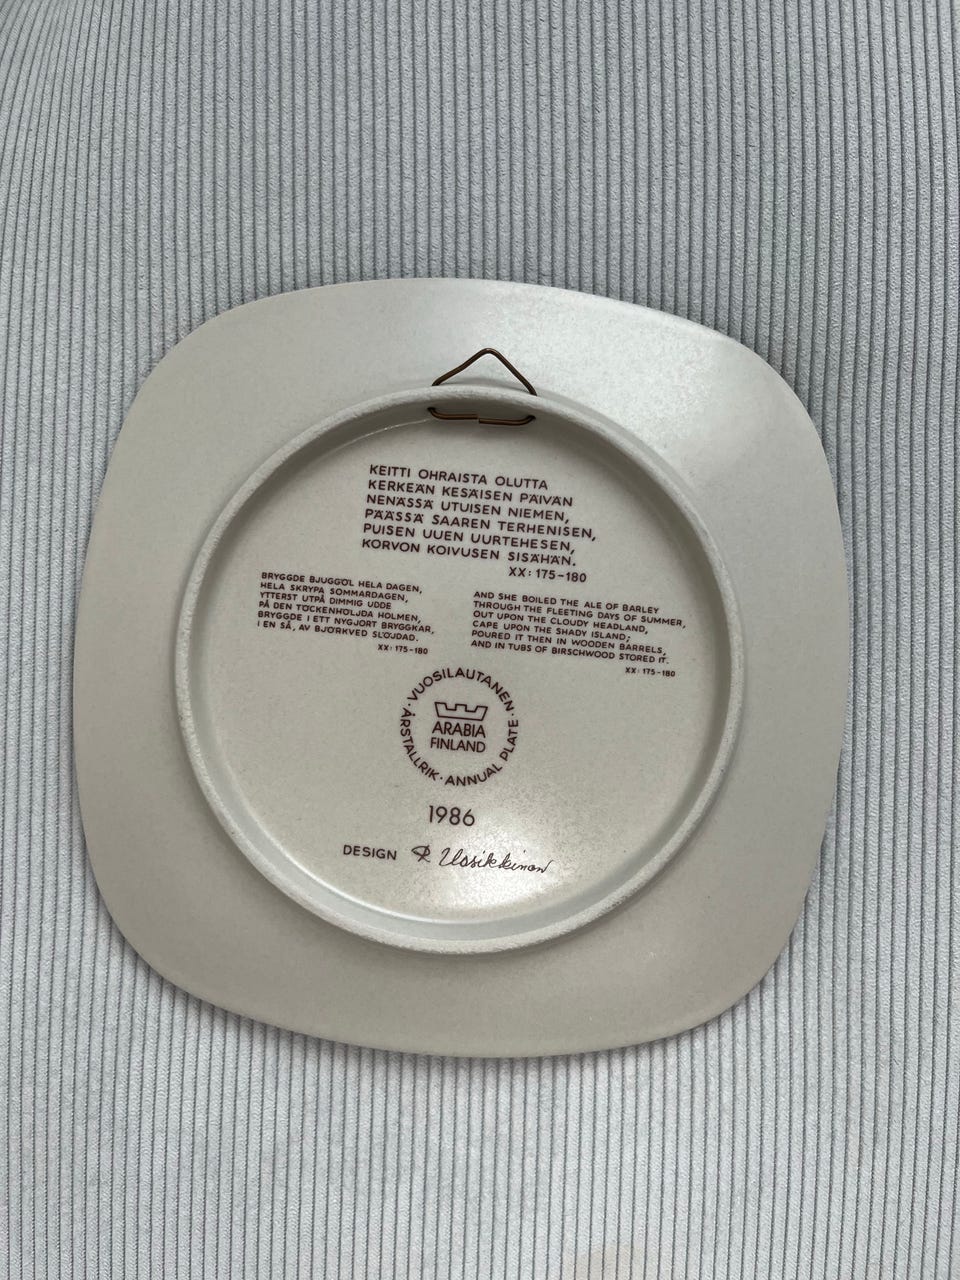 KEITTI OHRAISTA OLUTTA
KERKEÄN KESÄISEN PÄIVÄN
NENÄSSÄ UTUISEN NIEMEN,
PÄÄSSÄ SAAREN TERHENISEN,
PUISEN UUEN UURTEHESEN,
KORVON KOIVUSEN SISÄHÄN.
XX: 175-180
BRYGGDE BJUGGÖL HELA DAGEN,
HELA SKRYPA SOMMARDAGEN,
YTTERST UTPÅ DIMMIG UDDE
PÅ DEN TÖCKENHÖLJDA HOLMEN,
BRYGGDE I ETT NYGJORT BRYGGKAR,
I EN SÅ, AV BJÖRKVED SLÖJDAD.
XX: 175-180
AND SHE BOILED THE ALE OF BARLEY
THROUGH THE FLEETING DAYS OF SUMMER,
OUT UPON THE CLOUDY HEADLAND,
CAPE UPON THE SHADY ISLAND;
POURED IT THEN IN WOODEN BARRELS,
AND IN TUBS OF BIRSCHWOOD STORED IT.
XX: 175-180
· VUOSILAUTANEN · ANNUAL PLATE · ÅRSTALLRIK
ARABIA
FINLAND
1986
DESIGN R. Uosikkinen